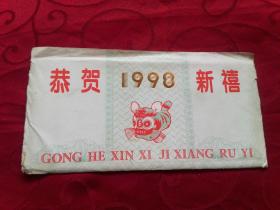 恭贺 1998 新禧
GONG HE XIN XI JI XIANG RU YI